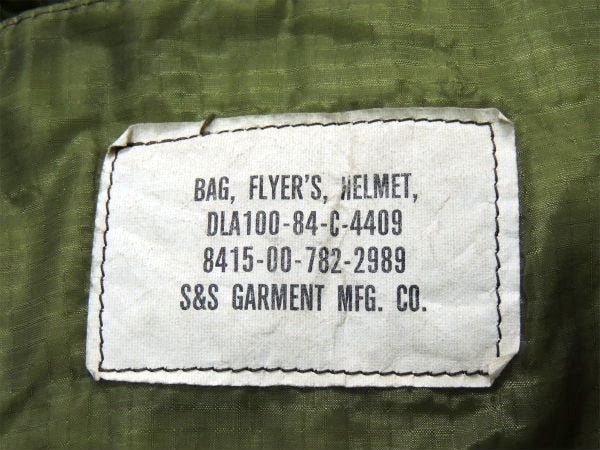 BAG, FLYER'S, HELMET,
DLA100-84-C-4409
8415-00-782-2989
S&S GARMENT MFG. CO.